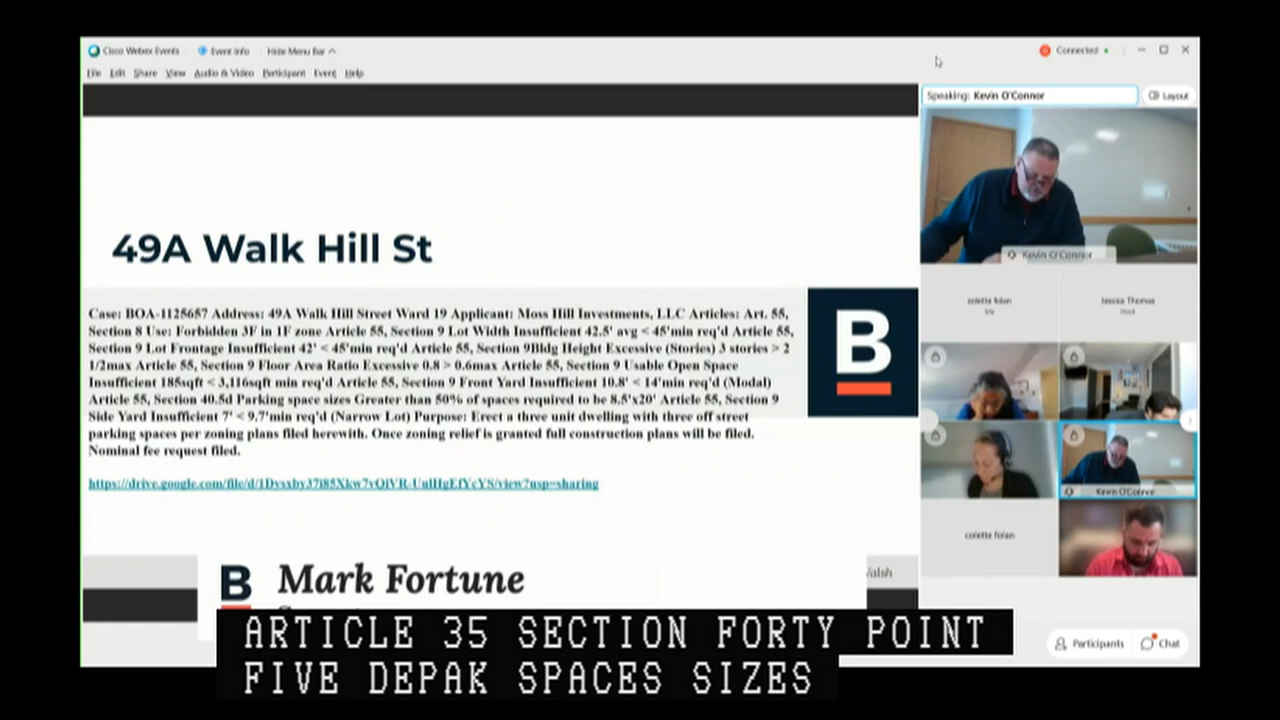 Cisco Webex Events Event Info Hide Menu Bar Connected
File Edit Share View Audio & Video Participant Event Help
Speaking: Kevin O'Connor Layout
49A Walk Hill St
Case: BOA-1125657 Address: 49A Walk Hill Street Ward 19 Applicant: Moss Hill Investments, LLC Articles: Art. 55,
Section 8 Use: Forbidden 3F in 1F zone Article 55, Section 9 Lot Width Insufficient 42.5' avg < 45'min req'd Article 55,
Section 9 Lot Frontage Insufficient 42' < 45'min req'd Article 55, Section 9Bldg Height Excessive (Stories) 3 stories > 2
1/2max Article 55, Section 9 Floor Area Ratio Excessive 0.8 > 0.6max Article 55, Section 9 Usable Open Space
Insufficient 185sqft < 3,116sqft min req'd Article 55, Section 9 Front Yard Insufficient 10.8' < 14'min req'd (Modal)
Article 55, Section 40.5d Parking space sizes Greater than 50% of spaces required to be 8.5'x20' Article 55, Section 9
Side Yard Insufficient 7' < 9.7'min req'd (Narrow Lot) Purpose: Erect a three unit dwelling with three off street
parking spaces per zoning plans filed herewith. Once zoning relief is granted full construction plans will be filed.
Nominal fee request filed.
B
Kevin O'Connor
colette folan
Me
Jessica Thomas
Host
Kevin O'Connor
colette folan
Walsh
B Mark Fortune
ARTICLE 35 SECTION FORTY POINT
FIVE DEPAK SPACES SIZES
Participants Chat